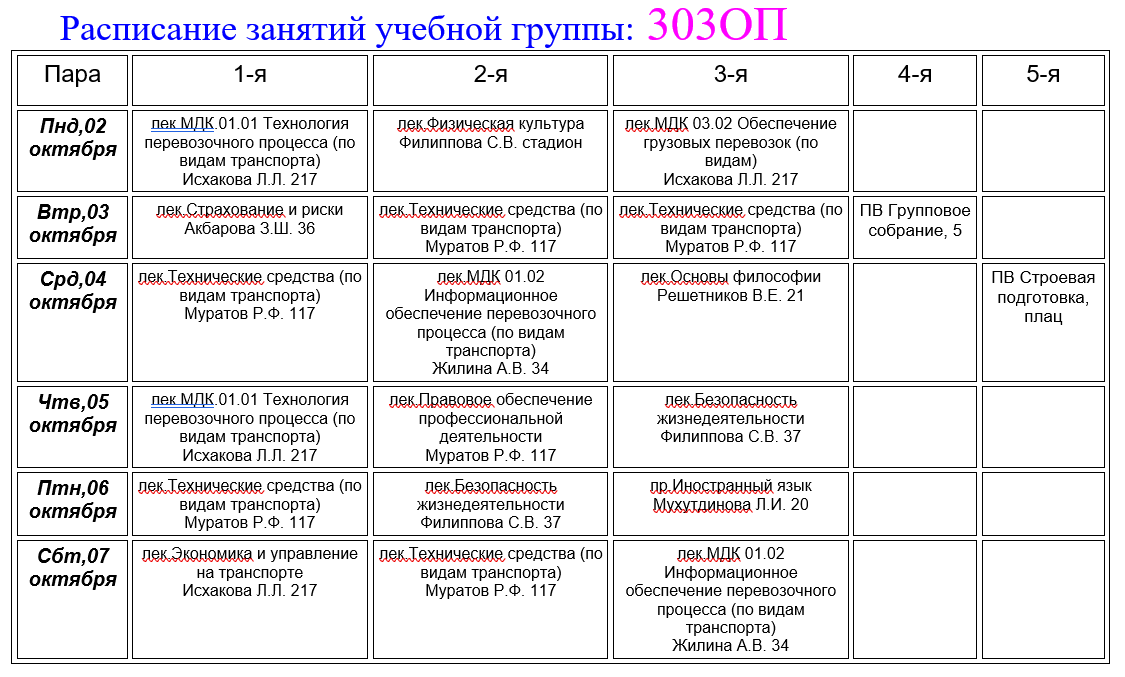 Расписание занятий учебной группы: 303ОП
Пара
1-я
2-я
3-я
4-я
5-я
Пнд,02
октября
лек.МДК.01.01 Технология
перевозочного процесса (по
видам транспорта)
Исхакова Л.Л. 217
лек.Физическая культура
Филиппова С.В. стадион
лек.МДК 03.02 Обеспечение
грузовых перевозок (по
видам)
Исхакова Л.Л. 217
Втр,03
октября
лек.Страхование и риски
Акбарова З.Ш. 36
лек.Технические средства (по
видам транспорта)
Муратов Р.Ф. 117
лек.Технические средства (по
видам транспорта)
Муратов Р.Ф. 117
ПВ Групповое
собрание, 5
Срд,04
октября
лек.Технические средства (по
видам транспорта)
Муратов Р.Ф. 117
лек.МДК 01.02
Информационное
обеспечение перевозочного
процесса (по видам
транспорта)
Жилина А.В. 34
лек.Основы философии
Решетников В.Е. 21
ПВ Строевая
подготовка,
плац
Чтв,05
октября
лек.МДК.01.01 Технология
перевозочного процесса (по
видам транспорта)
Исхакова Л.Л. 217
лек.Правовое обеспечение
профессиональной
деятельности
Муратов Р.Ф. 117
лек.Безопасность
жизнедеятельности
Филиппова С.В. 37
Птн,06
октября
лек.Технические средства (по
видам транспорта)
Муратов Р.Ф. 117
лек.Безопасность
жизнедеятельности
Филиппова С.В. 37
пр.Иностранный язык
Мухутдинова Л.И. 20
Сбт,07
октября
лек.Экономика и управление
на транспорте
Исхакова Л.Л. 217
лек.Технические средства (по
видам транспорта)
Муратов Р.Ф. 117
лек.МДК 01.02
Информационное
обеспечение перевозочного
процесса (по видам
транспорта)
Жилина А.В. 34